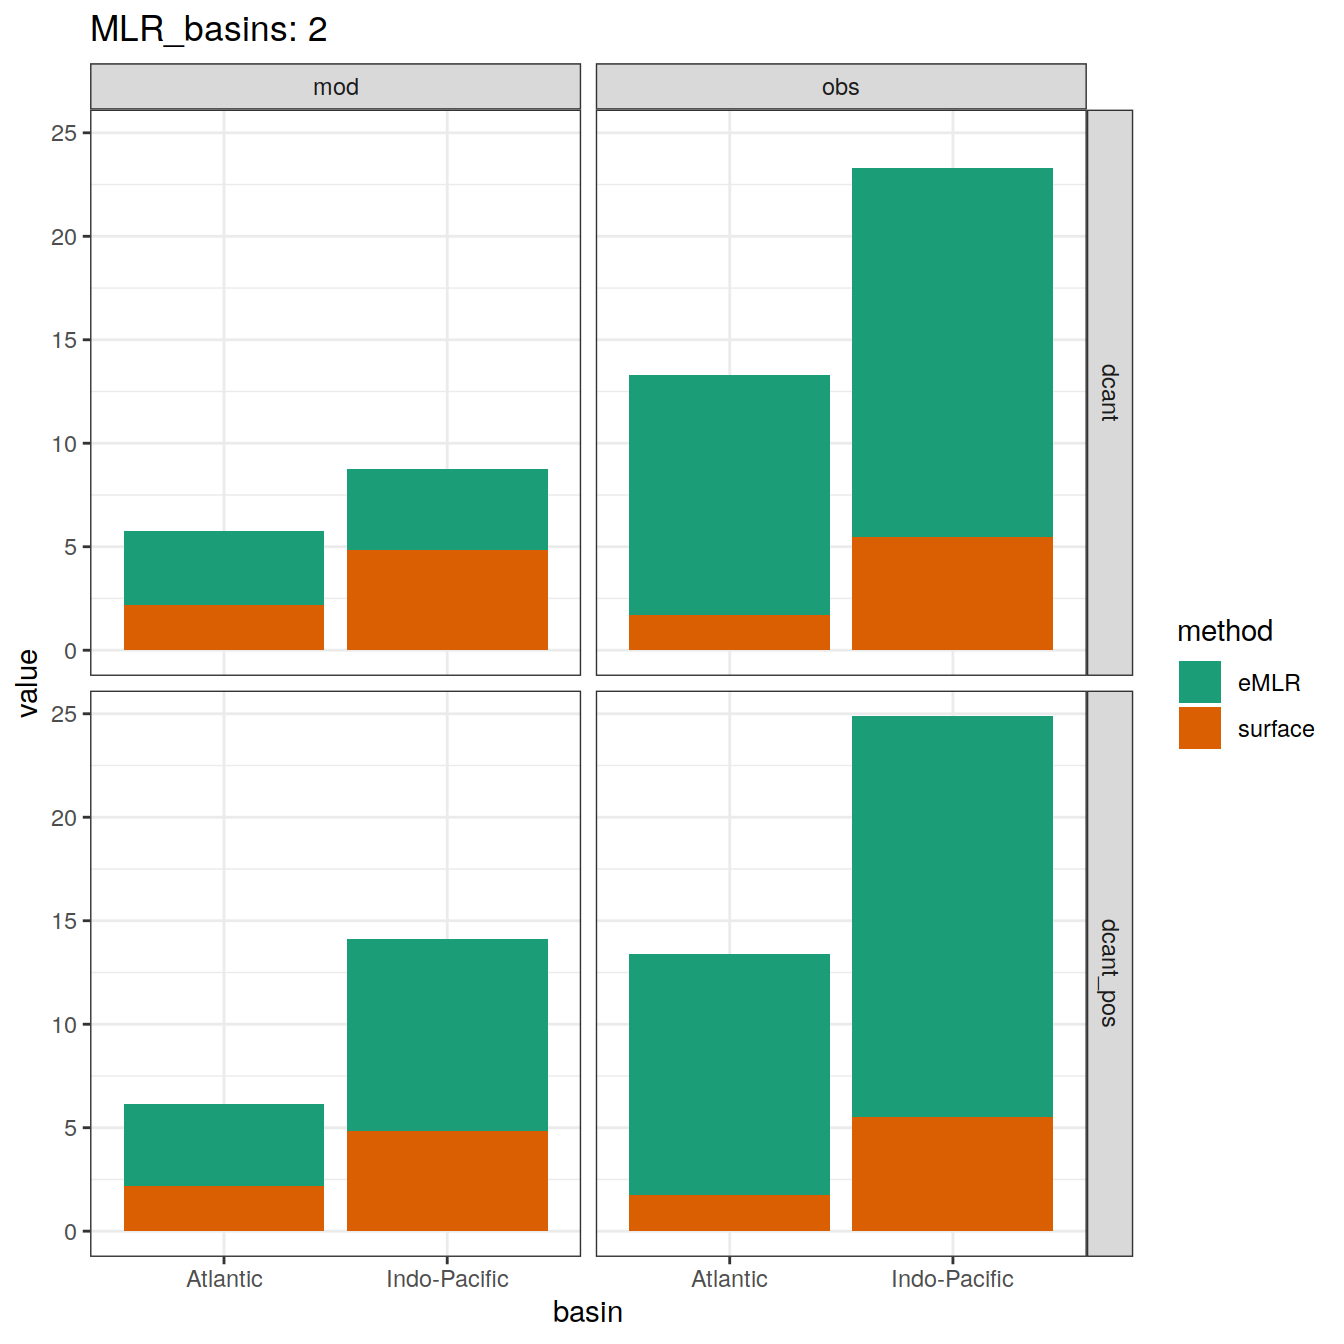 MLR_basins: 2
mod
obs
25
20
15
10
5
0
dcant
25
20
15
10
5
0
dcant_pos
value
Atlantic
Indo-Pacific
Atlantic
Indo-Pacific
basin
method
eMLR
surface